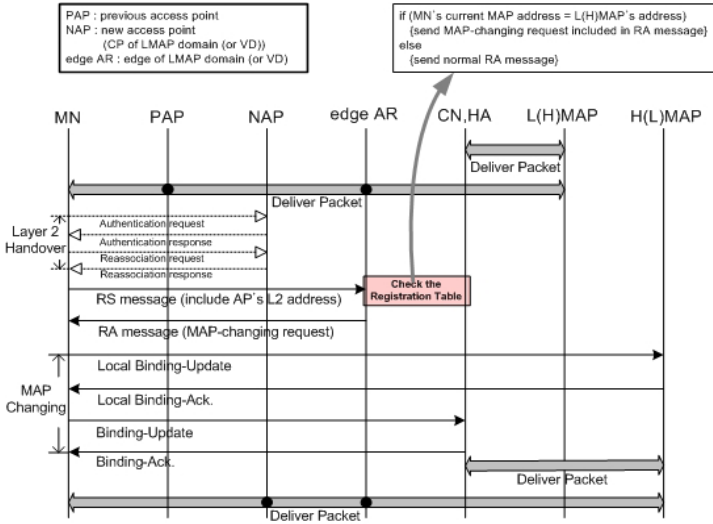 PAP : previous access point
NAP : new access point
(CP of LMAP domain (or VD))
edge AR : edge of LMAP domain (or VD)
if (MN's current MAP address = L(H)MAP's address)
{send MAP-changing request included in RA message}
else
{send normal RA message}
MN
PAP
NAP
edge AR
CN,HA
L(H)MAP
H(L)MAP
Deliver Packet
Deliver Packet
Layer 2
Handover
Authentication request
Authentication response
Reassociation request
Reassociation response
Check the
Registration Table
RS message (include AP's L2 address)
RA message (MAP-changing request)
MAP
Changing
Local Binding-Update
Local Binding-Ack.
Binding-Update
Binding-Ack.
Deliver Packet
Deliver Packet